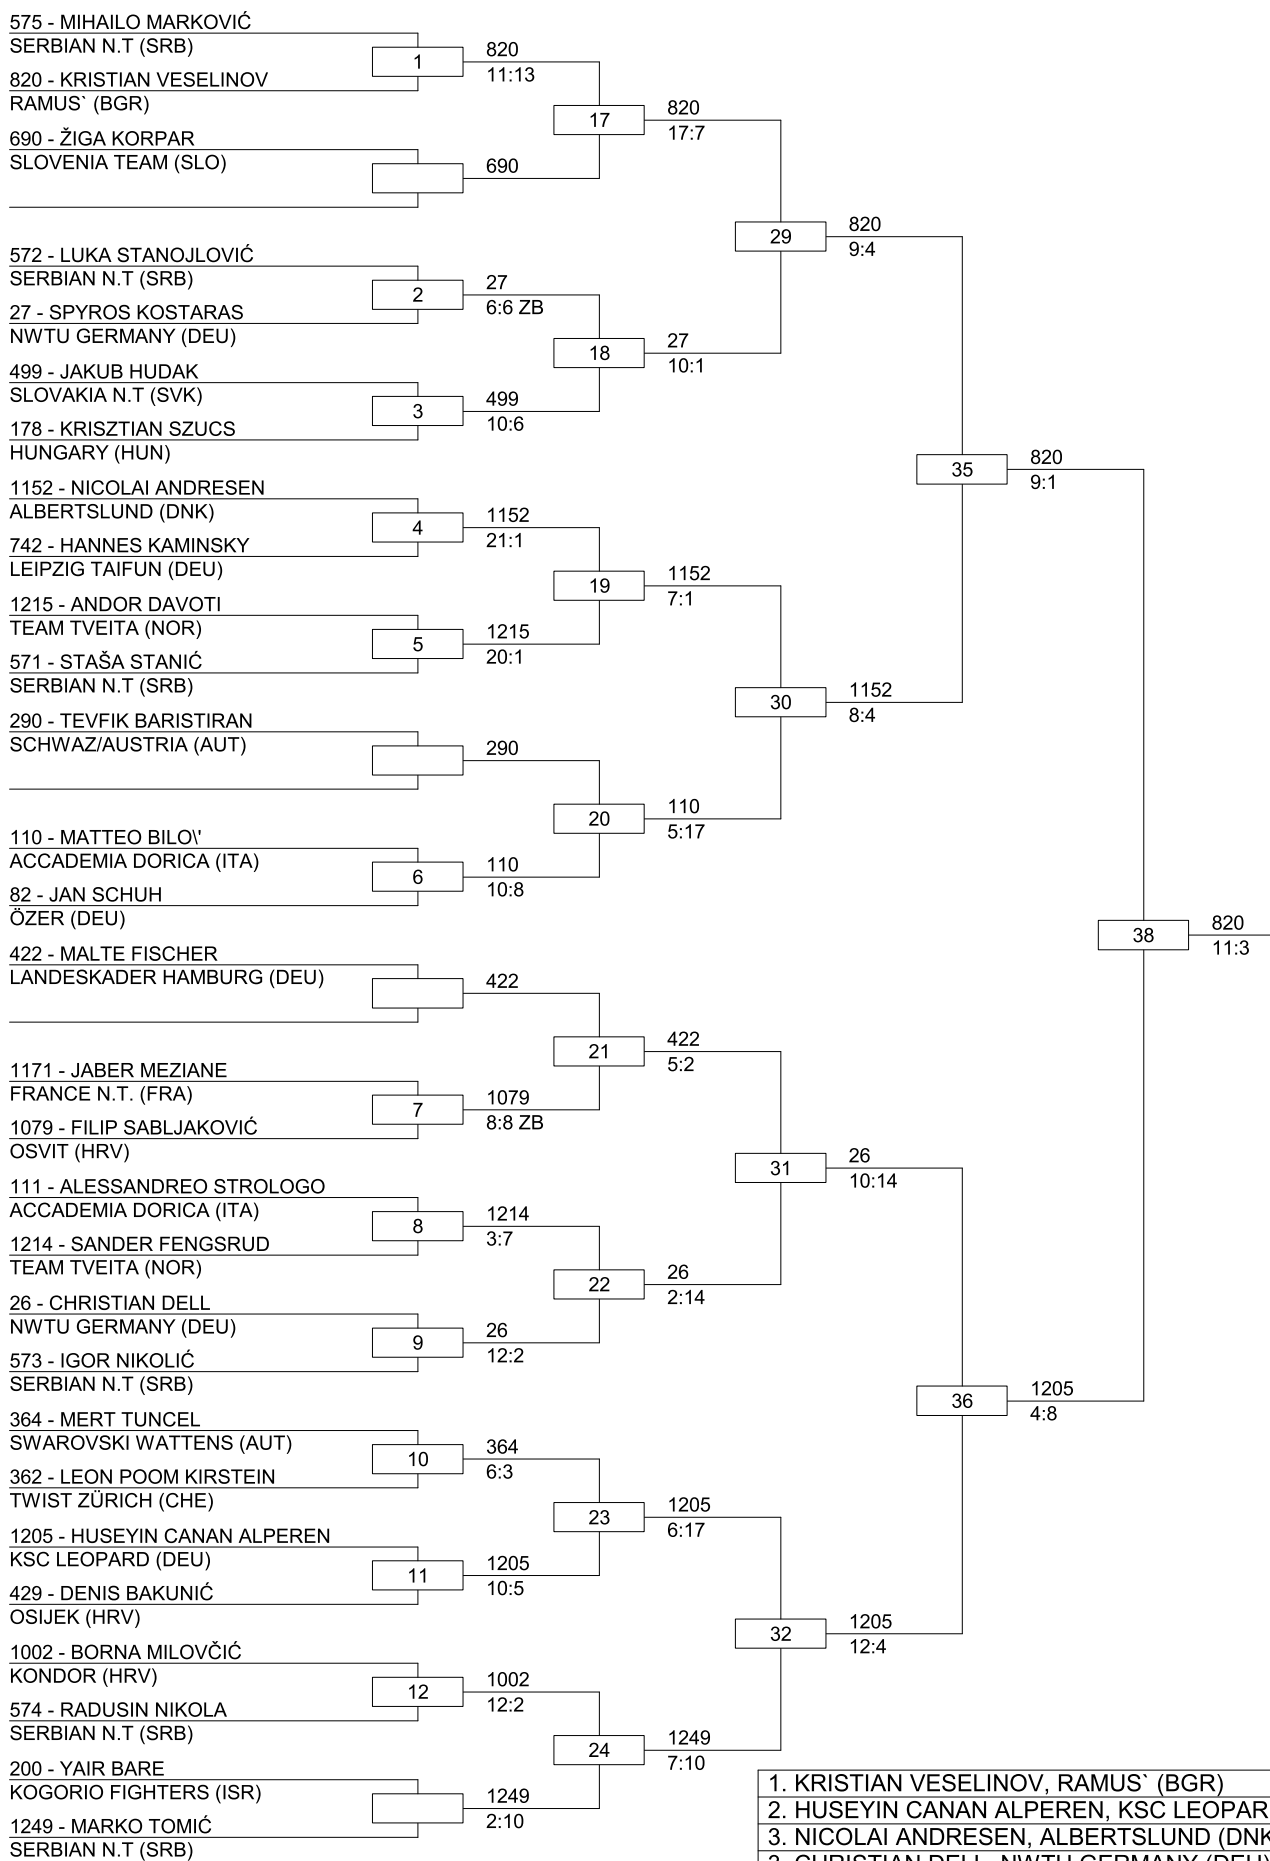 575 - MIHAILO MARKOVIĆ
SERBIAN N.T (SRB)
1
820
11:13
820 - KRISTIAN VESELINOV
RAMUS` (BGR)
17
820
17:7
690 - ŽIGA KORPAR
SLOVENIA TEAM (SLO)
690
29
820
9:4
572 - LUKA STANOJLOVIĆ
SERBIAN N.T (SRB)
2
27
6:6 ZB
27 - SPYROS KOSTARAS
NWTU GERMANY (DEU)
18
27
10:1
499 - JAKUB HUDAK
SLOVAKIA N.T (SVK)
3
499
10:6
178 - KRISZTIAN SZUCS
HUNGARY (HUN)
35
820
9:1
1152 - NICOLAI ANDRESEN
ALBERTSLUND (DNK)
4
1152
21:1
742 - HANNES KAMINSKY
LEIPZIG TAIFUN (DEU)
19
1152
7:1
1215 - ANDOR DAVOTI
TEAM TVEITA (NOR)
5
1215
20:1
571 - STAŠA STANIĆ
SERBIAN N.T (SRB)
30
1152
8:4
290 - TEVFIK BARISTIRAN
SCHWAZ/AUSTRIA (AUT)
290
20
110
5:17
110 - MATTEO BILO\'
ACCADEMIA DORICA (ITA)
6
110
10:8
82 - JAN SCHUH
ÖZER (DEU)
38
820
11:3
422 - MALTE FISCHER
LANDESKADER HAMBURG (DEU)
422
21
422
5:2
1171 - JABER MEZIANE
FRANCE N.T. (FRA)
7
1079
8:8 ZB
1079 - FILIP SABLJAKOVIĆ
OSVIT (HRV)
31
26
10:14
111 - ALESSANDREO STROLOGO
ACCADEMIA DORICA (ITA)
8
1214
3:7
1214 - SANDER FENGSRUD
TEAM TVEITA (NOR)
22
26
2:14
26 - CHRISTIAN DELL
NWTU GERMANY (DEU)
9
26
12:2
573 - IGOR NIKOLIĆ
SERBIAN N.T (SRB)
36
1205
4:8
364 - MERT TUNCEL
SWAROVSKI WATTENS (AUT)
10
364
6:3
362 - LEON POOM KIRSTEIN
TWIST ZÜRICH (CHE)
23
1205
6:17
1205 - HUSEYIN CANAN ALPEREN
KSC LEOPARD (DEU)
11
1205
10:5
429 - DENIS BAKUNIĆ
OSIJEK (HRV)
32
1205
12:4
1002 - BORNA MILOVČIĆ
KONDOR (HRV)
12
1002
12:2
574 - RADUSIN NIKOLA
SERBIAN N.T (SRB)
24
1249
7:10
200 - YAIR BARE
KOGORIO FIGHTERS (ISR)
1249
2:10
1249 - MARKO TOMIĆ
SERBIAN N.T (SRB)
1. KRISTIAN VESELINOV, RAMUS` (BGR)
2. HUSEYIN CANAN ALPEREN, KSC LEOPAR
3. NICOLAI ANDRESEN, ALBERTSLUND (DNK
3. CHRISTIAN DELL, NWTU GERMANY (DEU)